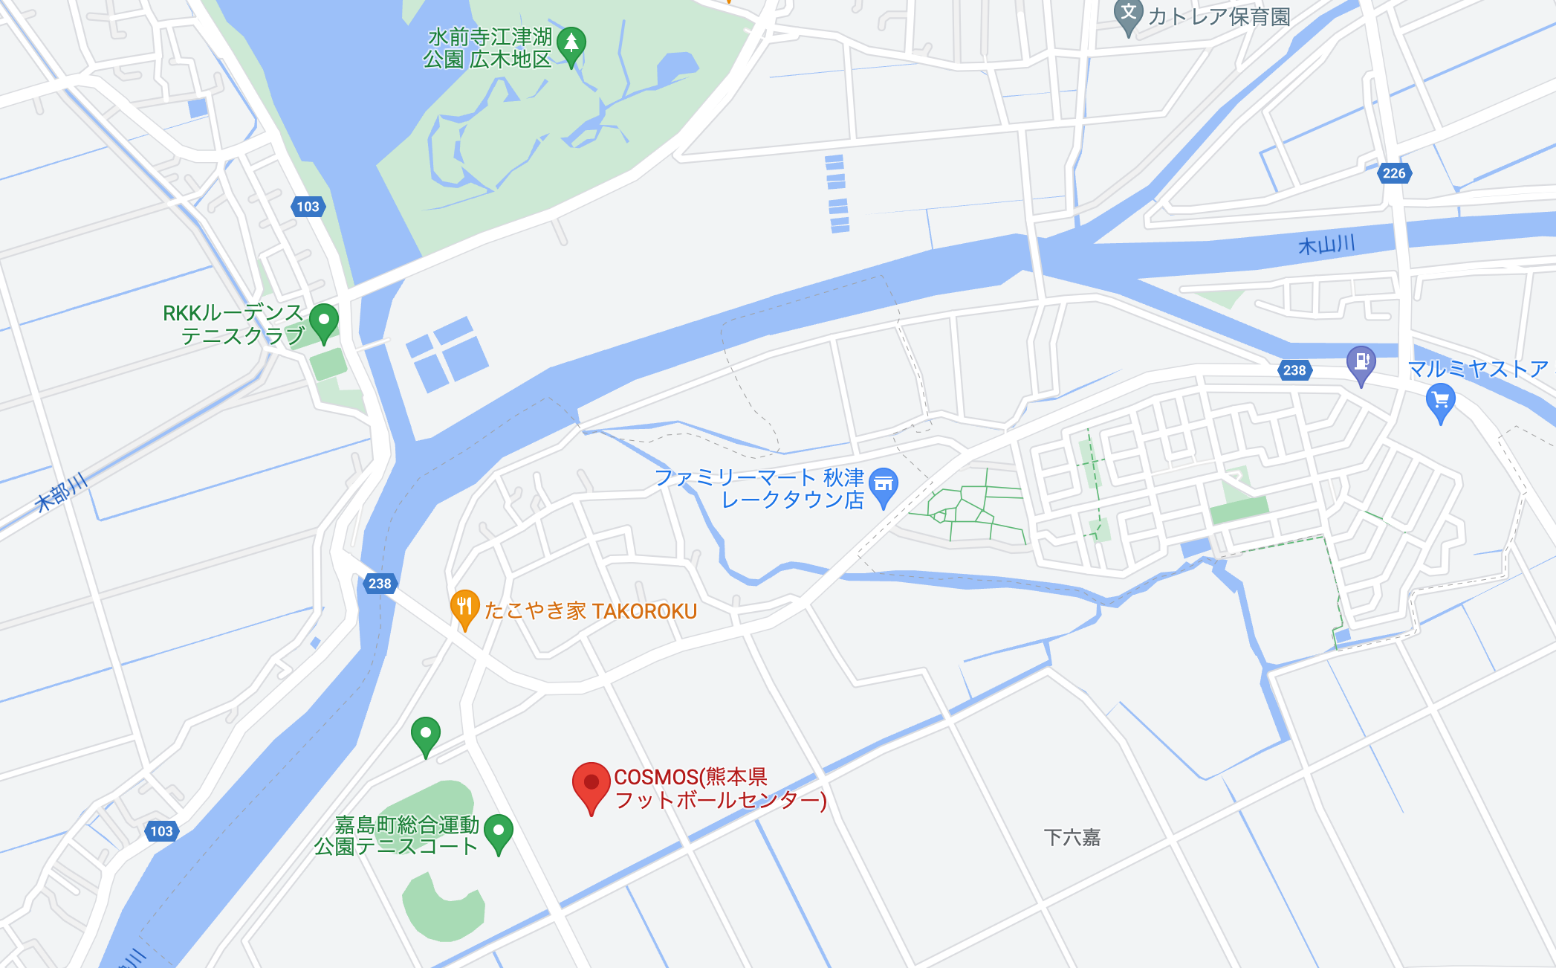 カトレア保育園
水前寺江津湖
公園 広木地区
226
103
木山川
RKKルーデンス
テニスクラブ
238
マルミヤストア
ファミリーマート 秋津
レークタウン店
木部川
238
たこやき家 TAKOROKU
COSMOS(熊本県
フットボールセンター)
嘉島町総合運動
公園テニスコート
103
下六嘉
川